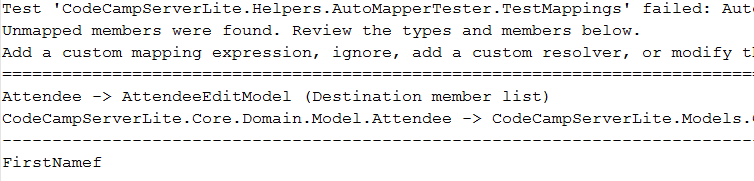 Test 'CodeCampServerLite.Helpers.AutoMapperTester.TestMappings' failed: Aut
Unmapped members were found. Review the types and members below.
Add a custom mapping expression, ignore, add a custom resolver, or modify th
===========================================================================
Attendee -> AttendeeEditModel (Destination member list)
CodeCampServerLite.Core.Domain.Model.Attendee -> CodeCampServerLite.Models.
---------------------------------------------------------------------------
FirstNamef